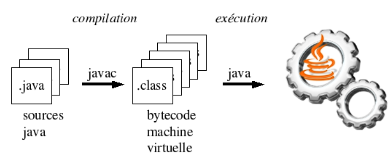 compilation
exécution
.java
javac
.class
java
sources
java
bytecode
machine
virtuelle